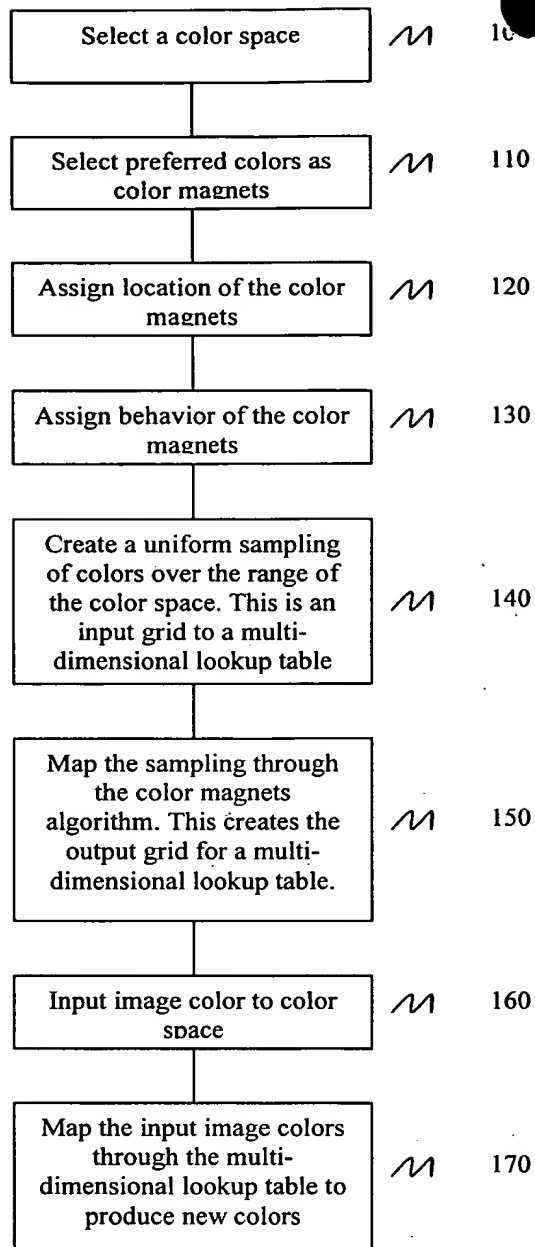 Select a color space
Select preferred colors as 110
color magnets
Assign location of the color 120
magnets
Assign behavior of the color 130
magnets
Create a uniform sampling
of colors over the range of
the color space. This is an 140
input grid to a multi-
dimensional lookup table
Map the sampling through
the color magnets
algorithm. This creates the 150
output grid for a multi-
dimensional lookup table.
Input image color to color 160
space
Map the input image colors
through the multi- 170
dimensional lookup table to
produce new colors